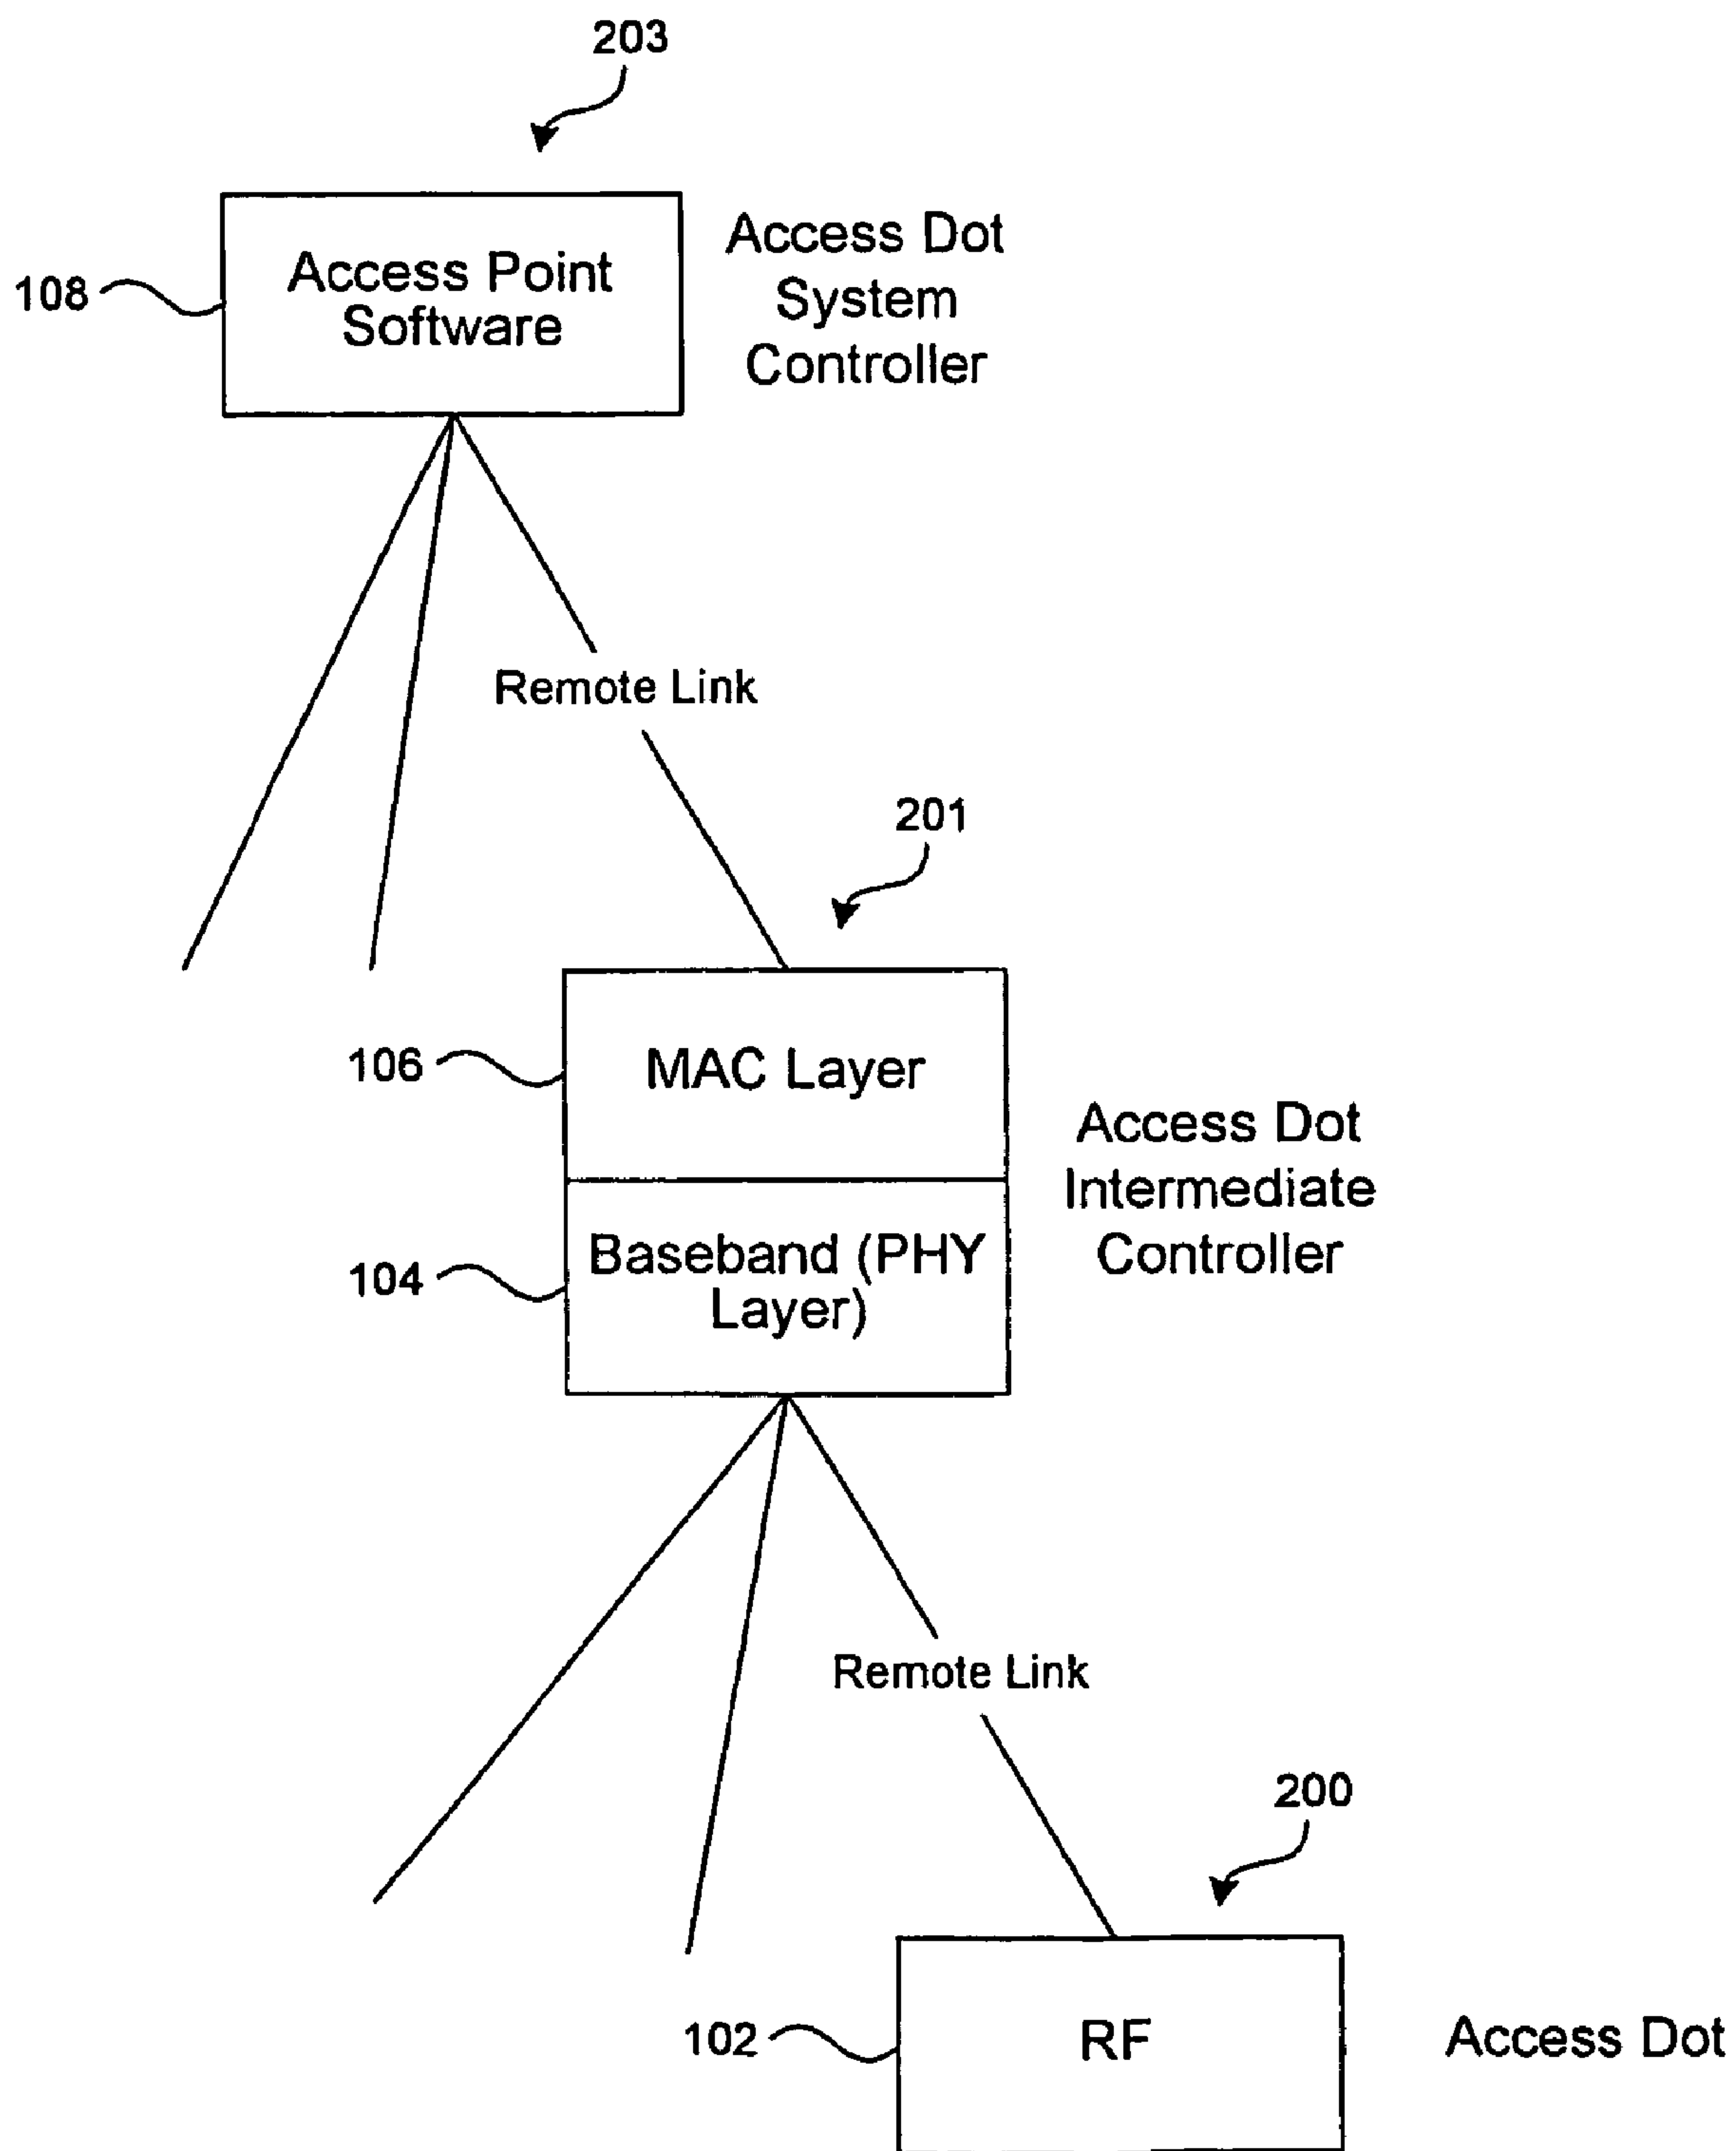 203
108
Access Point
Software
Access Dot
System
Controller
Remote Link
201
106
MAC Layer
104
Baseband (PHY
Layer)
Access Dot
Intermediate
Controller
Remote Link
200
102
RF
Access Dot